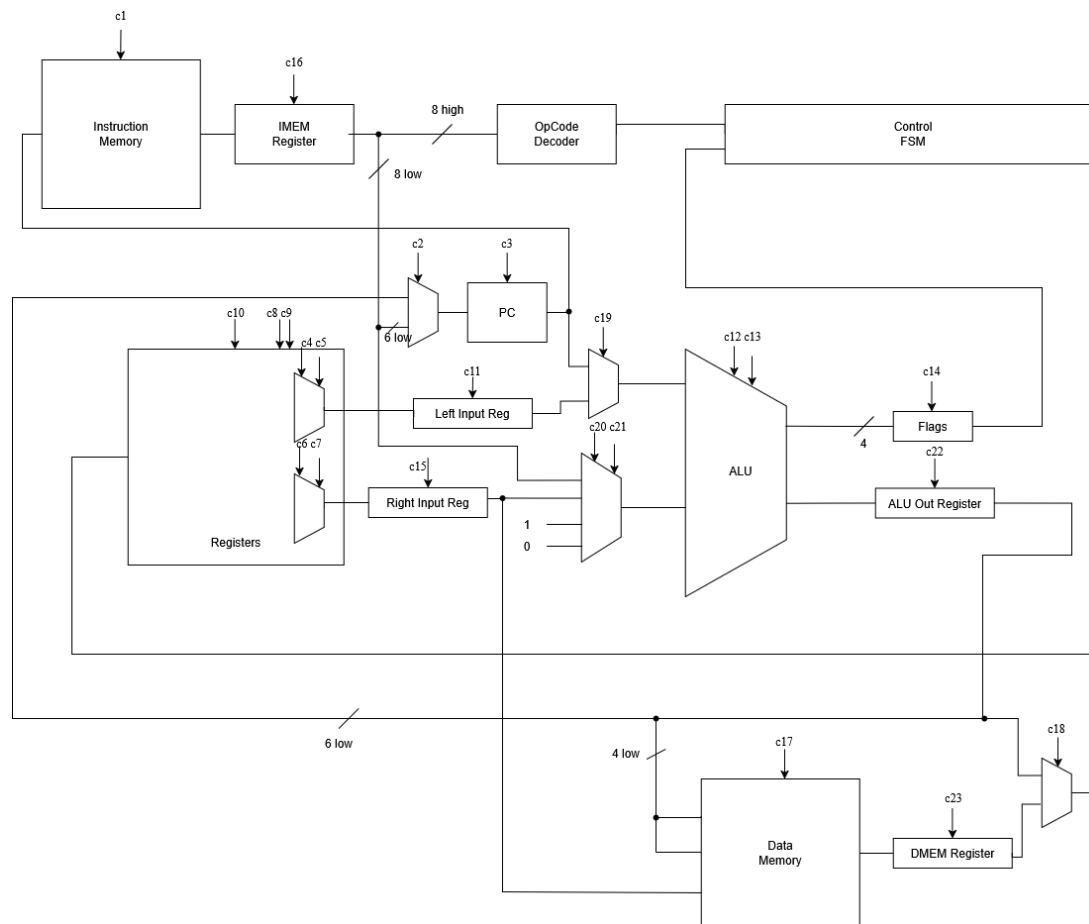 c1
c16
Instruction
Memory
IMEM
Register
8 high
OpCode
Decoder
Control
FSM
8 low
c2
c3
PC
6 low
c10
c8
c9
c4
c5
c11
Left Input Reg
c19
c12
c13
c14
Flags
4
c6
c7
c15
Right Input Reg
c20
c21
ALU
c22
ALU Out Register
Registers
1
0
6 low
4 low
c17
c18
c23
Data
Memory
DMEM Register